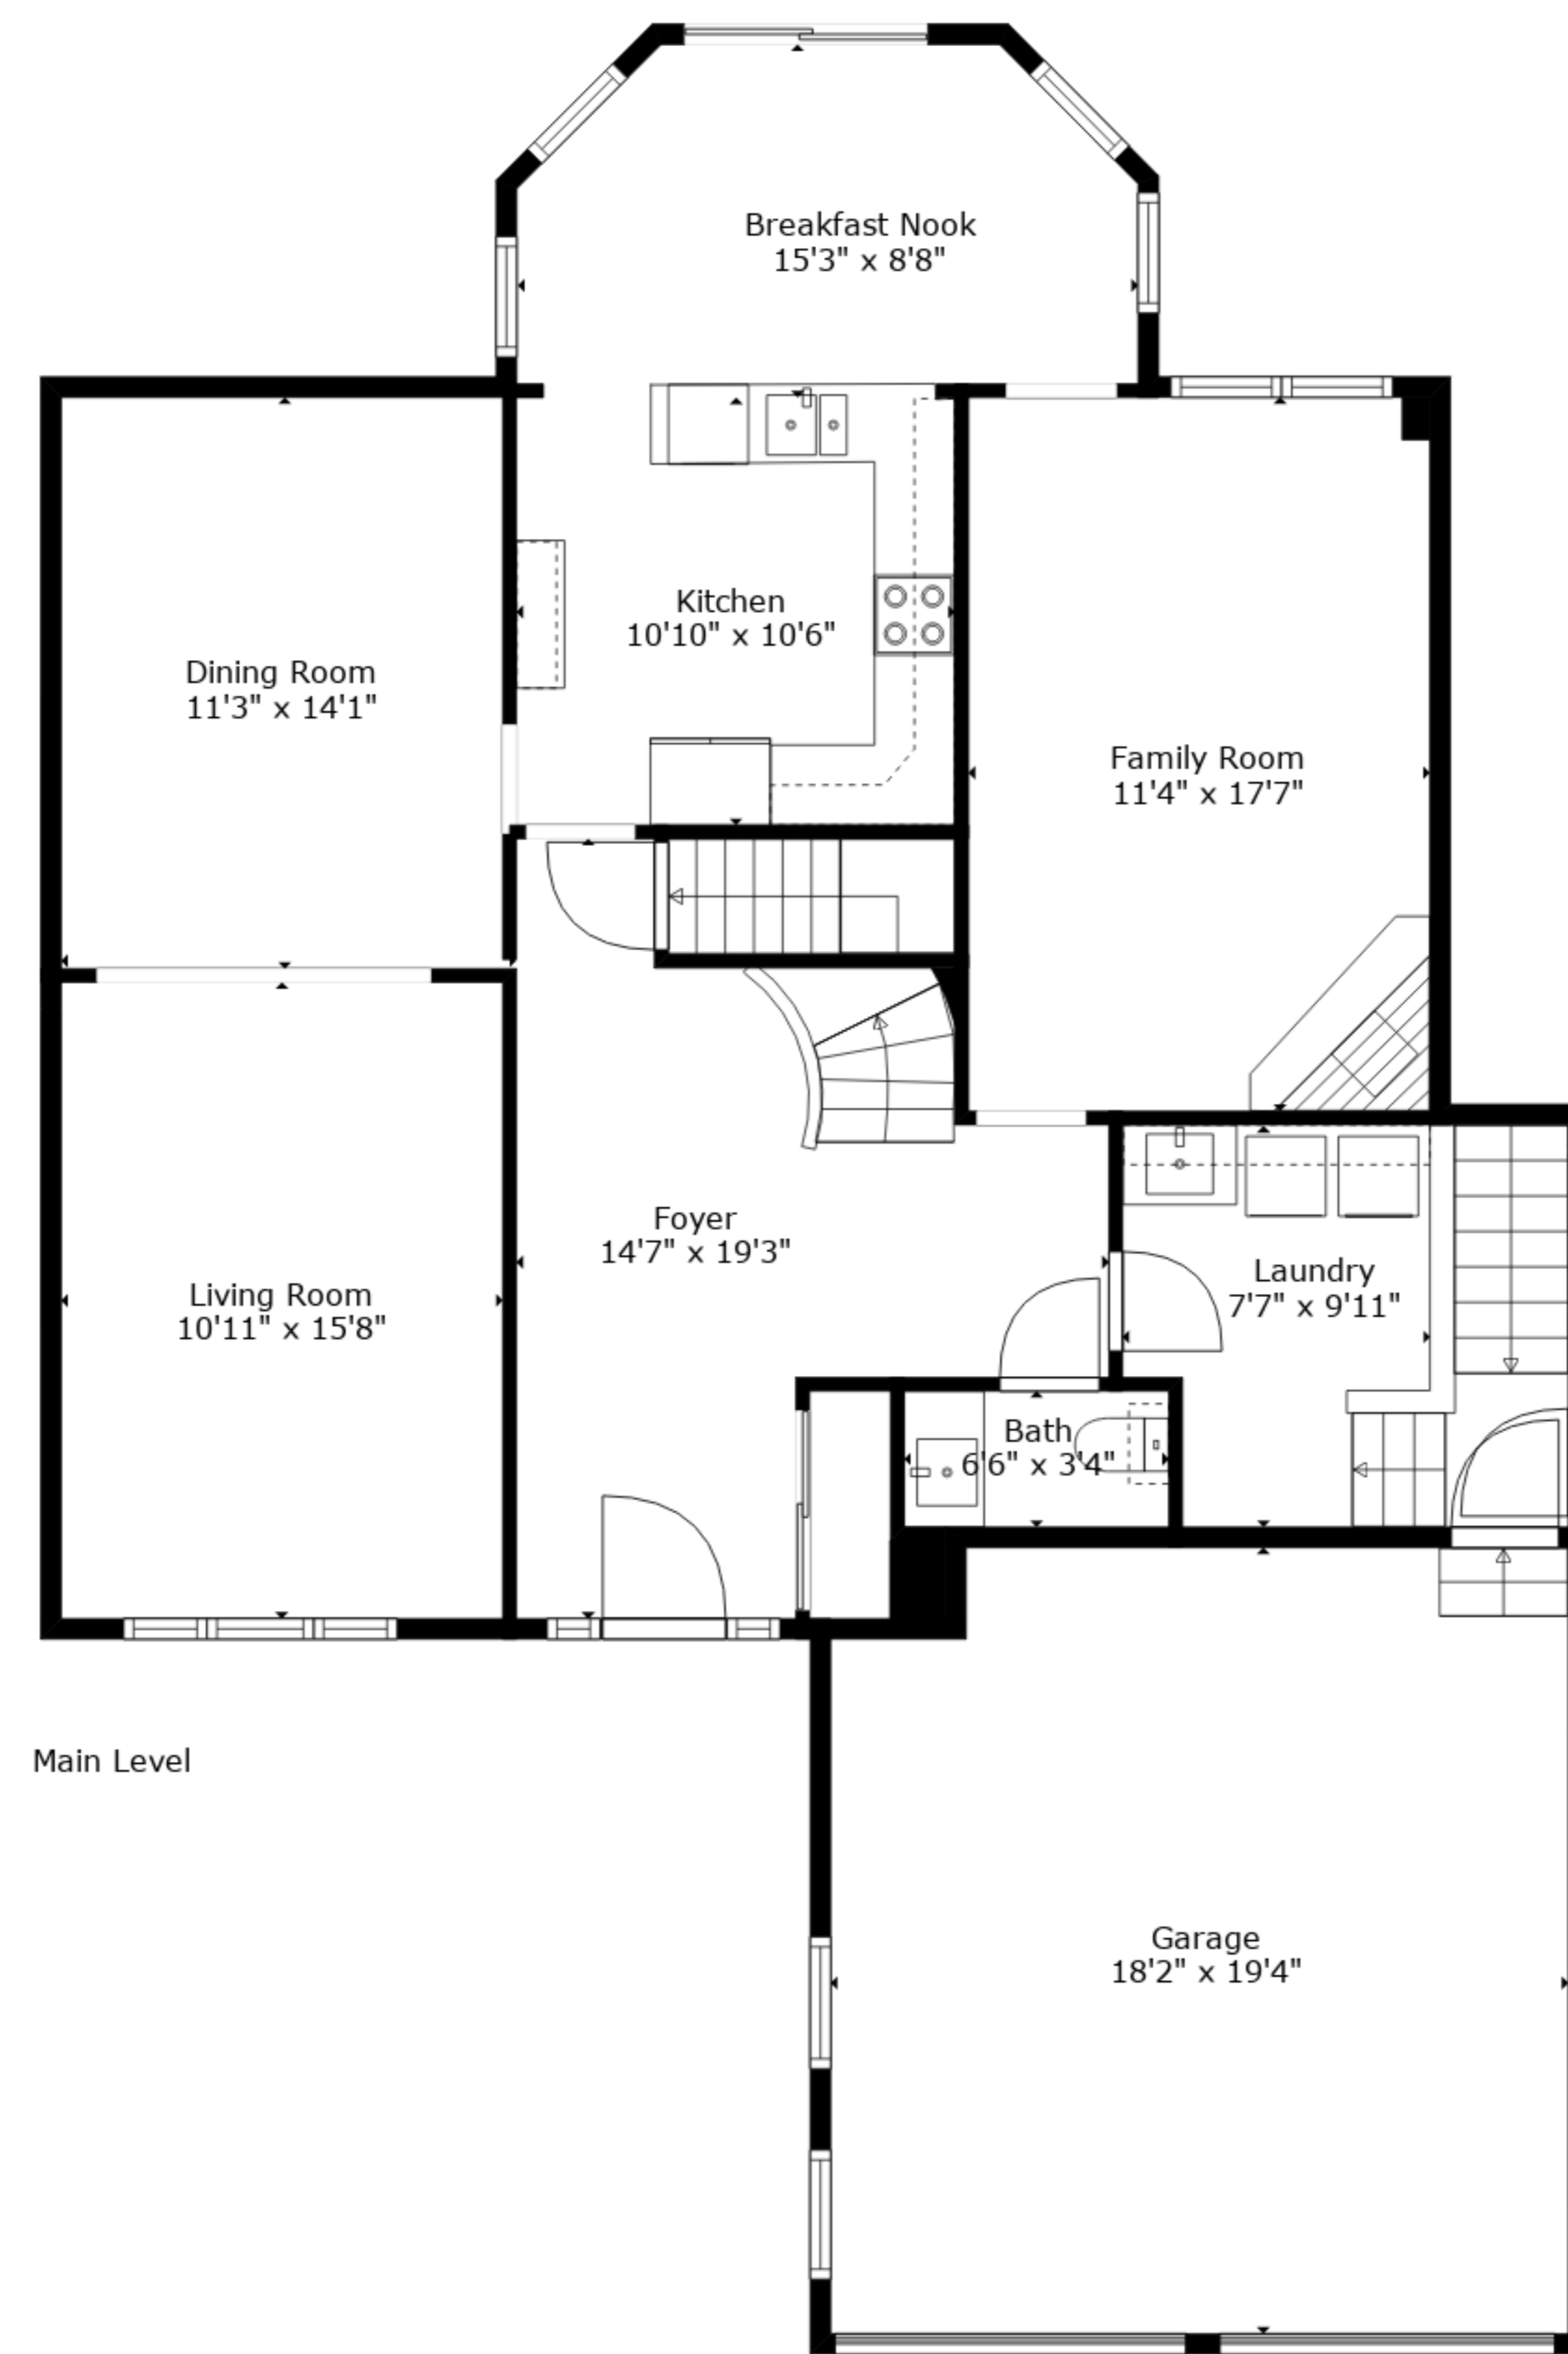 Breakfast Nook
15'3" x 8'8"
Kitchen
10'10" x 10'6"
Dining Room
11'3" x 14'1"
Family Room
11'4" x 17'7"
Foyer
14'7" x 19'3"
Laundry
7'7" x 9'11"
Living Room
10'11" x 15'8"
Bath
6'6" x 3'4"
Main Level
Garage
18'2" x 19'4"